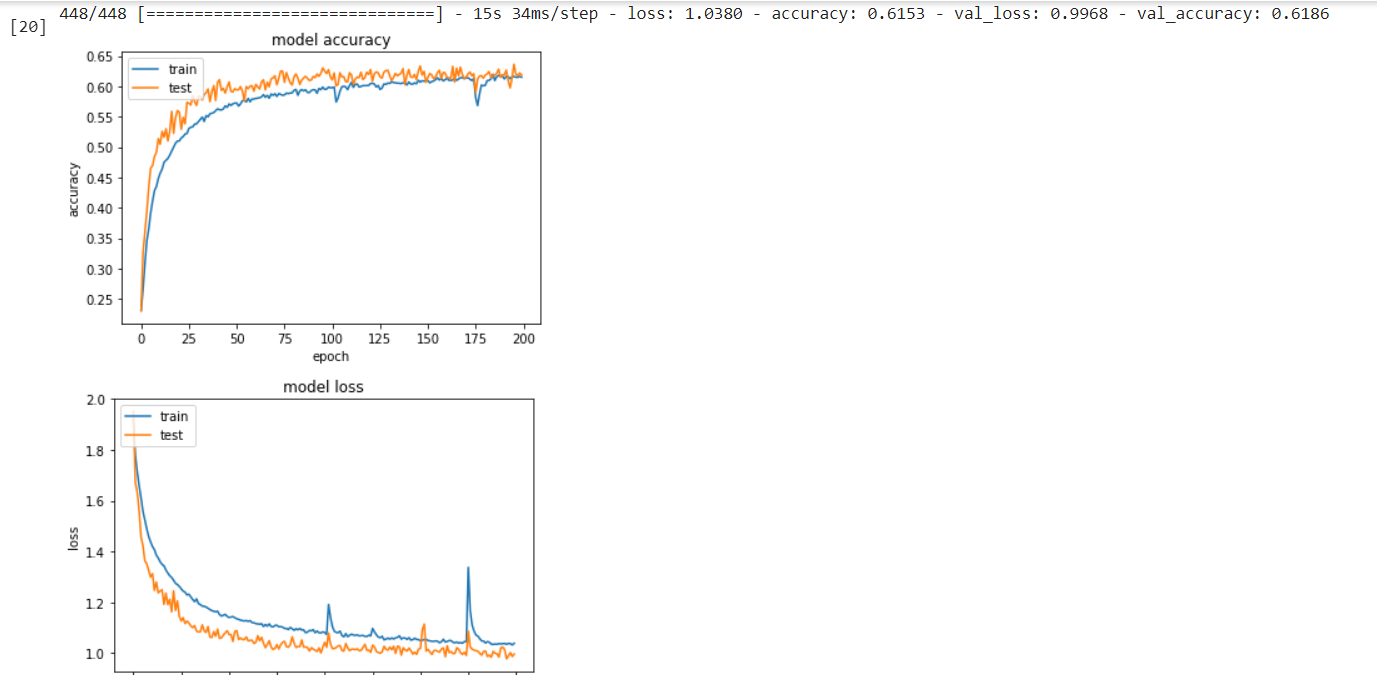 448/448 [==============================] - 15s 34ms/step - loss: 1.0380 - accuracy: 0.6153 - val_loss: 0.9968 - val_accuracy: 0.6186
[20]
model accuracy
train
test
0.65
0.60
0.55
0.50
0.45
0.40
0.35
0.30
0.25
accuracy
0 25 50 75 100 125 150 175 200
epoch
model loss
train
test
2.0
1.8
1.6
1.4
1.2
1.0
loss